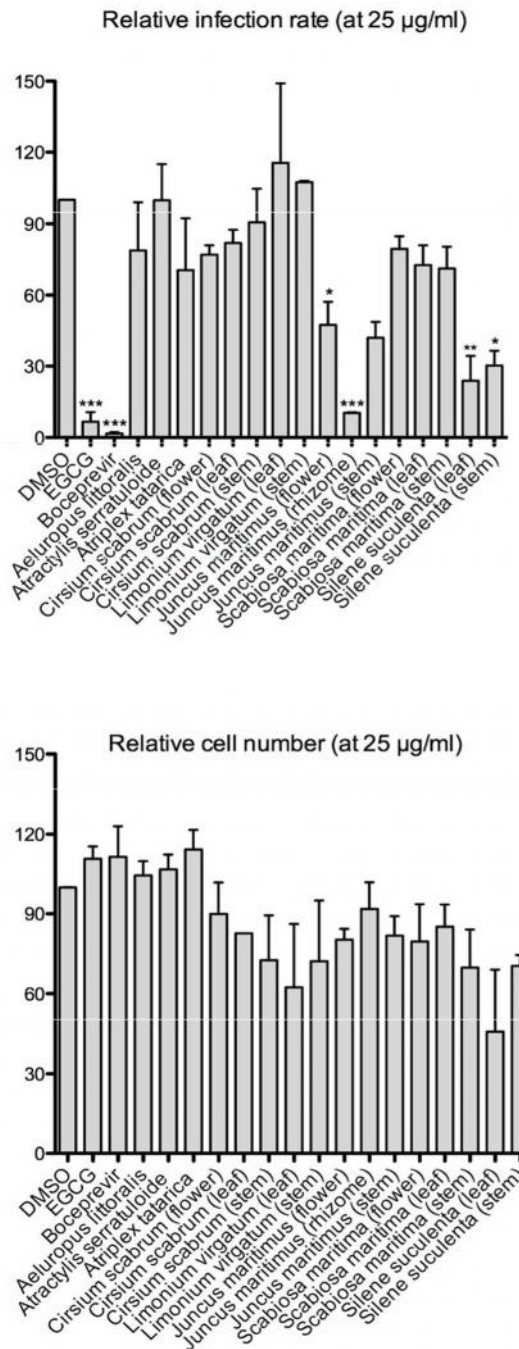 Relative infection rate (at 25 µg/ml)
150
120
90
60
30
0
***
***
*
***
**
*
DMSO
EGCG
Boceprevir
Aeluropus littoralis
Atractylis serratuloide
Atriplex tatarica
Cirsium scabrum (flower)
Cirsium scabrum (leaf)
Cirsium scabrum (stem)
Limonium virgatum (leaf)
Limonium virgatum (stem)
Juncus maritimus (flower)
Juncus maritimus (rhizome)
Juncus maritimus (stem)
Scabiosa maritima (flower)
Scabiosa maritima (leaf)
Scabiosa maritima (stem)
Silene suculenta (leaf)
Silene suculenta (stem)
Relative cell number (at 25 µg/ml)
150
120
90
60
30
0
DMSO
EGCG
Boceprevir
Aeluropus littoralis
Atractylis serratuloide
Atriplex tatarica
Cirsium scabrum (flower)
Cirsium scabrum (leaf)
Cirsium scabrum (stem)
Limonium virgatum (leaf)
Limonium virgatum (stem)
Juncus maritimus (flower)
Juncus maritimus (rhizome)
Juncus maritimus (stem)
Scabiosa maritima (flower)
Scabiosa maritima (leaf)
Scabiosa maritima (stem)
Silene suculenta (leaf)
Silene suculenta (stem)